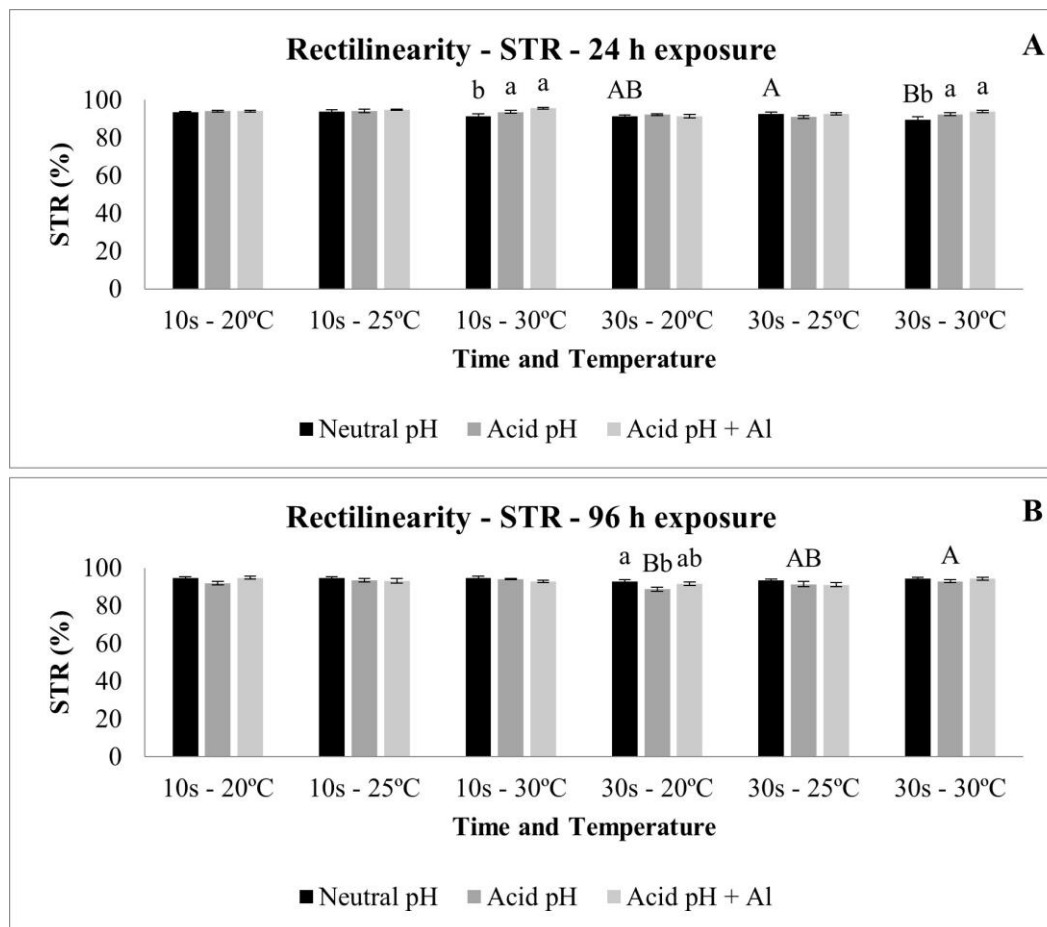 Rectilinearity - STR - 24 h exposure
A
b a a AB A Bb a a
100
80
60
40
20
0
STR (%)
10s - 20ºC 10s - 25ºC 10s - 30ºC 30s - 20ºC 30s - 25ºC 30s - 30ºC
Time and Temperature
Neutral pH Acid pH Acid pH + Al
Rectilinearity - STR - 96 h exposure
B
a Bb ab AB A
100
80
60
40
20
0
STR (%)
10s - 20ºC 10s - 25ºC 10s - 30ºC 30s - 20ºC 30s - 25ºC 30s - 30ºC
Time and Temperature
Neutral pH Acid pH Acid pH + Al